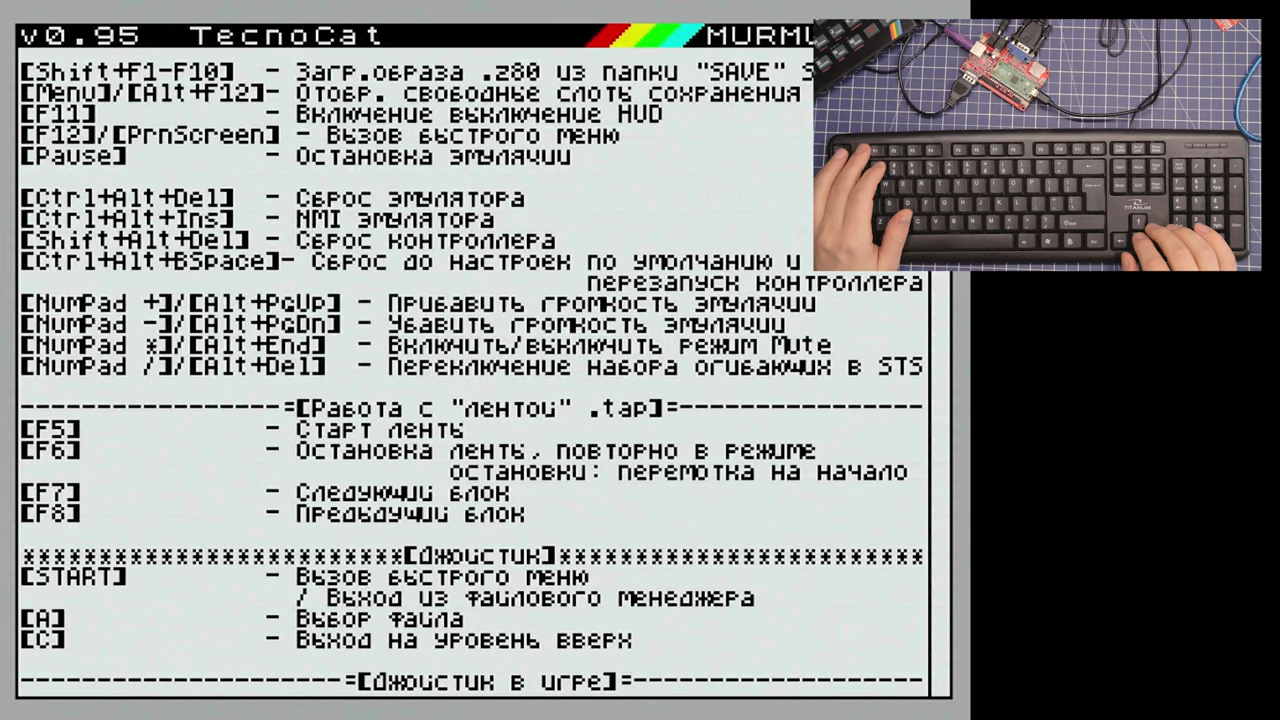 v0.95 TecnoCat MURMU
[Shift+F1-F10] - Загр.образа .z80 из папки "SAVE" S
[Menu]/[Alt+F12]- Отобр. свободные слоты сохранения
[F11] - Включение выключение HUD
[F12]/[PrnScreen] - Вызов быстрого меню
[Pause] - Остановка эмуляции
[Ctrl+Alt+Del] - Сброс эмулятора
[Ctrl+Alt+Ins] - NMI эмулятора
[Shift+Alt+Del] - Сброс контроллера
[Ctrl+Alt+BSpace]- Сброс до настроек по умолчанию и
перезапуск контроллера
[NumPad +]/[Alt+PgUp] - Прибавить громкость эмуляции
[NumPad -]/[Alt+PgDn] - Убавить громкость эмуляции
[NumPad *]/[Alt+End] - Включить/выключить режим Mute
[NumPad /]/[Alt+Del] - Переключение набора огибающих в STS
-----------------=[Работа с "лентой" .tap]=----------------
[F5] - Старт ленты
[F6] - Остановка ленты, повторно в режиме
остановки: перемотка на начало
[F7] - Следующий блок
[F8] - Предыдущий блок
*************************[Джойстик]************************
[START] - Вызов быстрого меню
/ Выход из файлового менеджера
[A] - Выбор файла
[C] - Выход на уровень вверх
---------------------=[Джойстик в игре]=-------------------
TITANUM